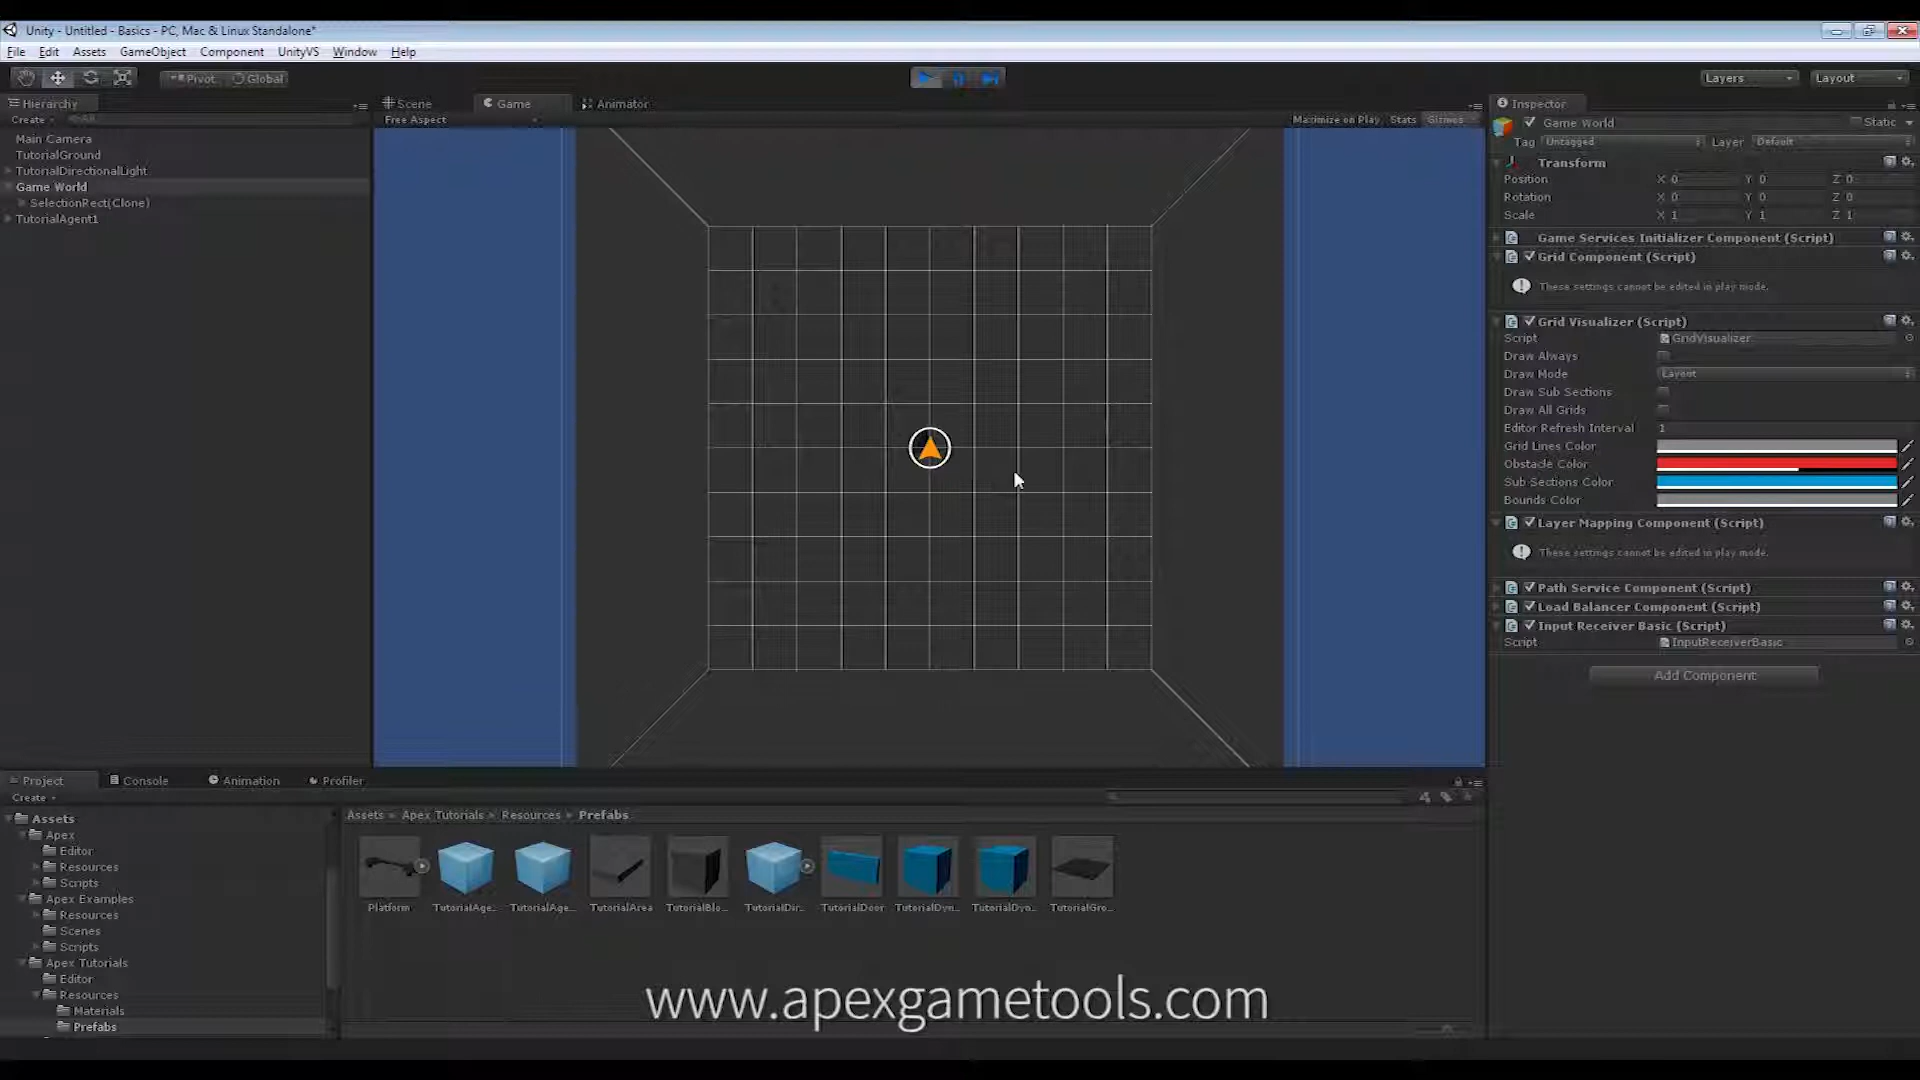 Unity - Untitled - Basics - PC, Mac & Linux Standalone*
File Edit Assets GameObject Component UnityVS Window Help
Pivot Global Layers Layout
Hierarchy
Create
Main Camera
TutorialGround
TutorialDirectionalLight
Game World
SelectionRect(Clone)
TutorialAgent1
Scene Game Animator
Free Aspect Maximize on Play Stats Gizmos
Inspector
Game World Static
Tag Untagged Layer Default
Transform
Position X 0 Y 0 Z 0
Rotation X 0 Y 0 Z 0
Scale X 1 Y 1 Z 1
Game Services Initializer Component (Script)
Grid Component (Script)
These settings cannot be edited in play mode.
Grid Visualizer (Script)
Script GridVisualizer
Draw Always
Draw Mode Layout
Draw Sub Sections
Draw All Grids
Editor Refresh Interval 1
Grid Lines Color
Obstacle Color
Sub Sections Color
Bounds Color
Layer Mapping Component (Script)
These settings cannot be edited in play mode.
Path Service Component (Script)
Load Balancer Component (Script)
Input Receiver Basic (Script)
Script InputReceiverBasic
Add Component
Project Console Animation Profiler
Create
Assets
Apex
Editor
Resources
Scripts
Apex Examples
Resources
Scenes
Scripts
Apex Tutorials
Editor
Resources
Materials
Prefabs
Assets Apex Tutorials Resources Prefabs
Platform TutorialAge... TutorialAge... TutorialArea TutorialBlo... TutorialDir... TutorialDoor TutorialDyn... TutorialDyn... TutorialGro...
www.apexgametools.com